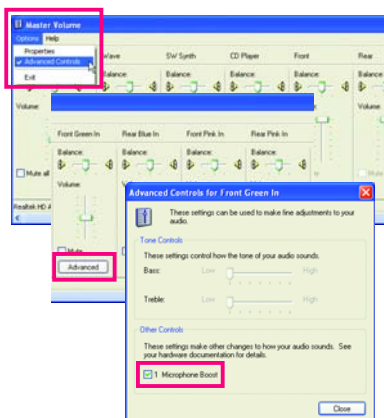 Master Volume
Options Help
Properties
Advanced Controls
Exit
Wave SW Synth CD Player Front Rear
Balance: Balance: Balance: Balance: Balance:
Volume: Volume:
Mute all
Realtek HD A
Front Green In Rear Blue In Front Pink In Rear Pink In
Balance: Balance: Balance: Balance:
Volume:
Mute
Advanced
Advanced Controls for Front Green In
These settings can be used to make fine adjustments to your
audio.
Tone Controls
These settings control how the tone of your audio sounds.
Bass: Low High
Treble: Low High
Other Controls
These settings make other changes to how your audio sounds. See
your hardware documentation for details.
1 Microphone Boost
Close